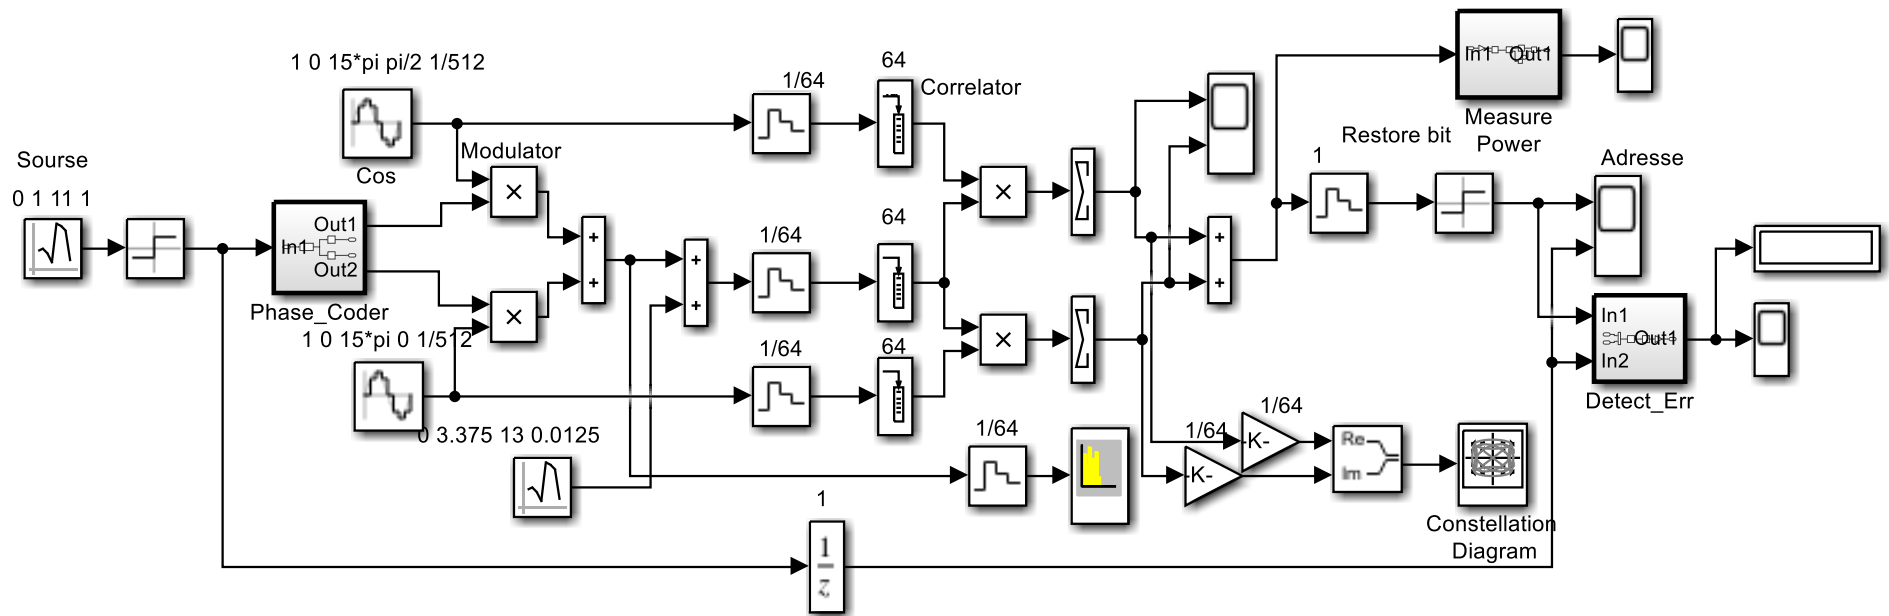 1 0 15*pi pi/2 1/512
Cos
Sourse
0 1 11 1
In1
Out1
Out2
Phase_Coder
Modulator
×
×
1 0 15*pi 0 1/512
0 3.375 13 0.0125
+
+
+
+
1/64
1/64
1/64
1/64
64
64
64
Correlator
×
×
1
1
z
+
+
1/64
-K-
1/64
-K-
Re
Im
Constellation
Diagram
In1
Out1
Measure
Power
Restore bit
1
Adresse
In1
In2
Out1
Detect_Err